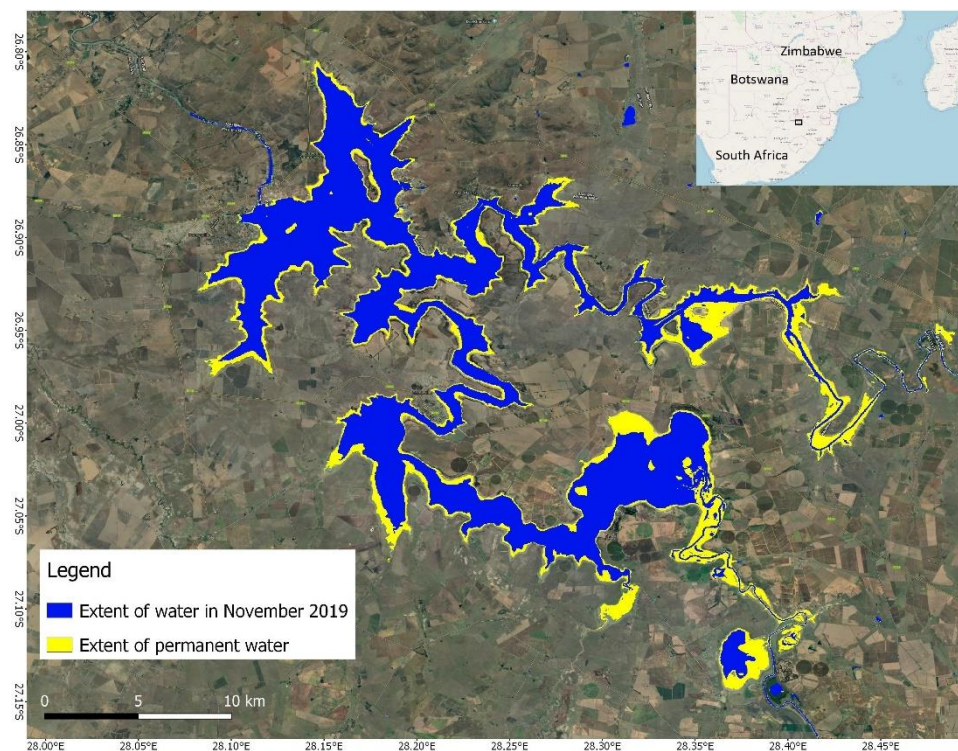 Zimbabwe
Botswana
South Africa
26.80°S
26.85°S
26.90°S
26.95°S
27.00°S
27.05°S
27.10°S
27.15°S
Legend
Extent of water in November 2019
Extent of permanent water
0 5 10 km
28.00°E 28.05°E 28.10°E 28.15°E 28.20°E 28.25°E 28.30°E 28.35°E 28.40°E 28.45°E